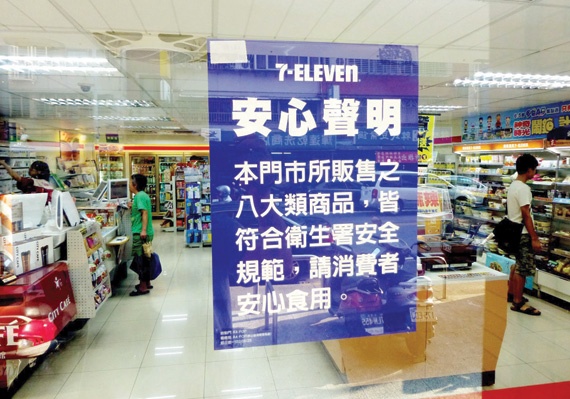 7-ELEVEN
安心聲明
本門市所販售之
八大類商品，皆
符合衛生署安全
規範，請消費者
安心食用。
CITY CAFE